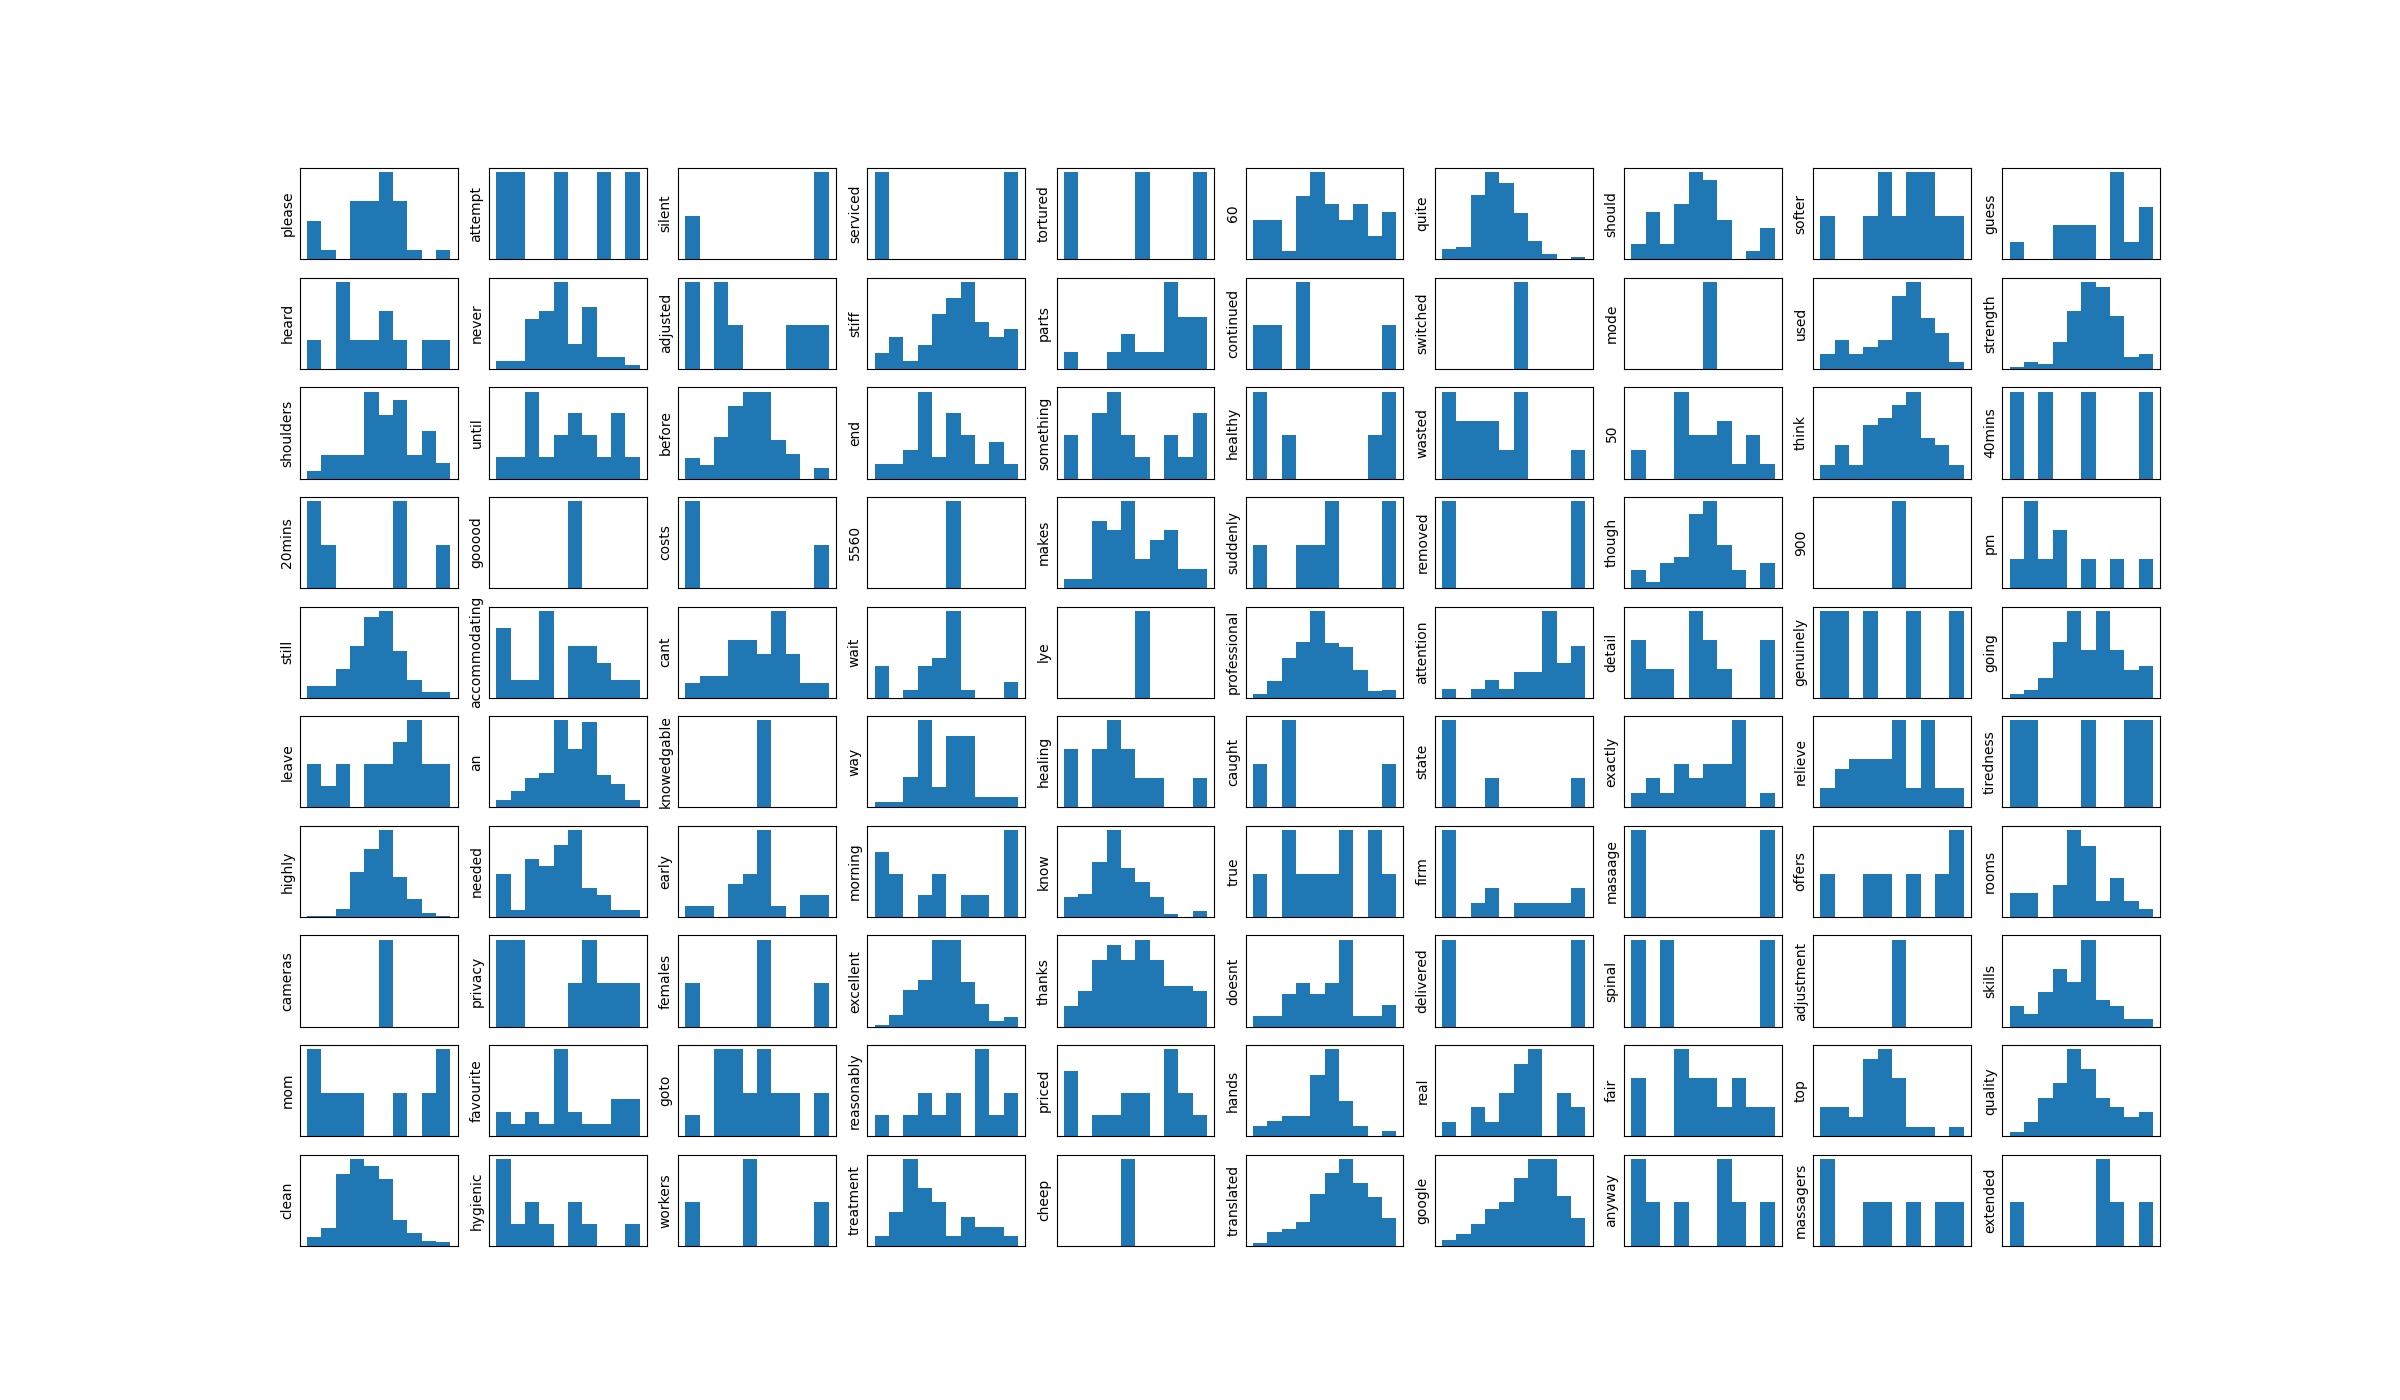 please attempt silent serviced tortured 60 quite should softer guess
heard never adjusted stiff parts continued switched mode used strength
shoulders until before end something healthy wasted 50 think 40mins
20mins gooood costs 5560 makes suddenly removed though 900 pm
still accommodating cant wait lye professional attention detail genuinely going
leave an knowedgable way healing caught state exactly relieve tiredness
highly needed early morning know true firm masaage offers rooms
cameras privacy females excellent thanks doesnt delivered spinal adjustment skills
mom favourite goto reasonably priced hands real fair top quality
clean hygienic workers treatment cheep translated google anyway massagers extended